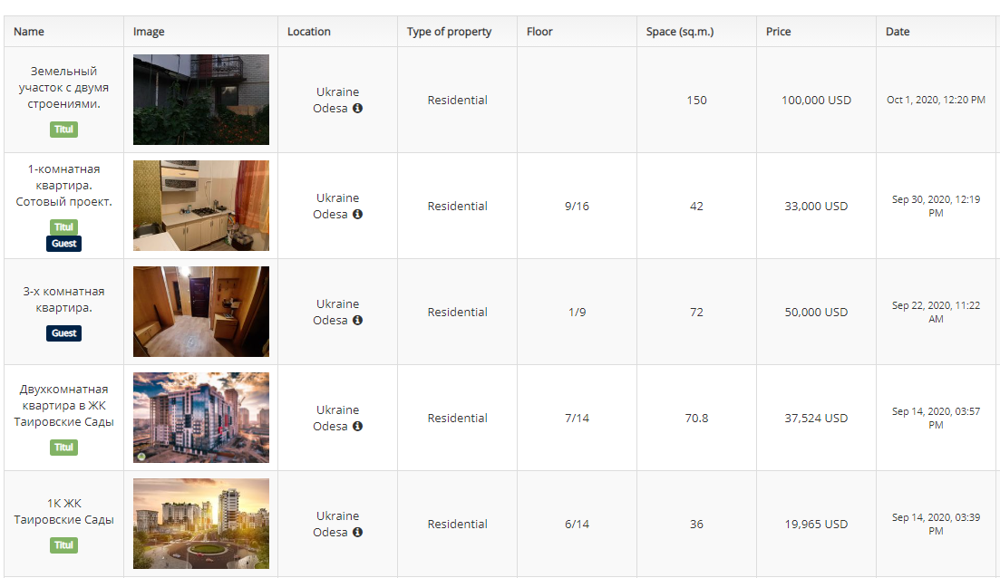 Name Image Location Type of property Floor Space (sq.m.) Price Date
Земельный
участок с двумя
строениями.
Titul
Ukraine
Odesa
Residential
150
100,000 USD
Oct 1, 2020, 12:20 PM
1-комнатная
квартира.
Сотовый проект.
Titul
Guest
Ukraine
Odesa
Residential
9/16
42
33,000 USD
Sep 30, 2020, 12:19
PM
3-х комнатная
квартира.
Guest
Ukraine
Odesa
Residential
1/9
72
50,000 USD
Sep 22, 2020, 11:22
AM
Двухкомнатная
квартира в ЖК
Таировские Сады
Titul
Ukraine
Odesa
Residential
7/14
70.8
37,524 USD
Sep 14, 2020, 03:57
PM
1К ЖК
Таировские Сады
Titul
Ukraine
Odesa
Residential
6/14
36
19,965 USD
Sep 14, 2020, 03:39
PM